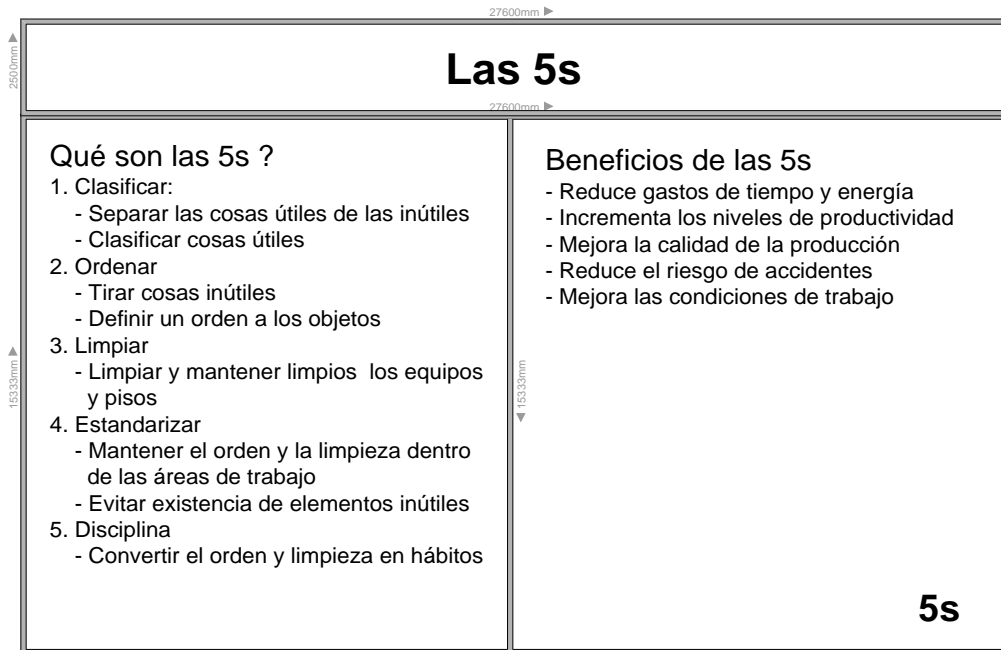 27600mm
2500mm
Las 5s
27600mm
Qué son las 5s ?
1. Clasificar:
- Separar las cosas útiles de las inútiles
- Clasificar cosas útiles
2. Ordenar
- Tirar cosas inútiles
- Definir un orden a los objetos
3. Limpiar
- Limpiar y mantener limpios los equipos
y pisos
4. Estandarizar
- Mantener el orden y la limpieza dentro
de las áreas de trabajo
- Evitar existencia de elementos inútiles
5. Disciplina
- Convertir el orden y limpieza en hábitos
15333mm
15333mm
Beneficios de las 5s
- Reduce gastos de tiempo y energía
- Incrementa los niveles de productividad
- Mejora la calidad de la producción
- Reduce el riesgo de accidentes
- Mejora las condiciones de trabajo
5s